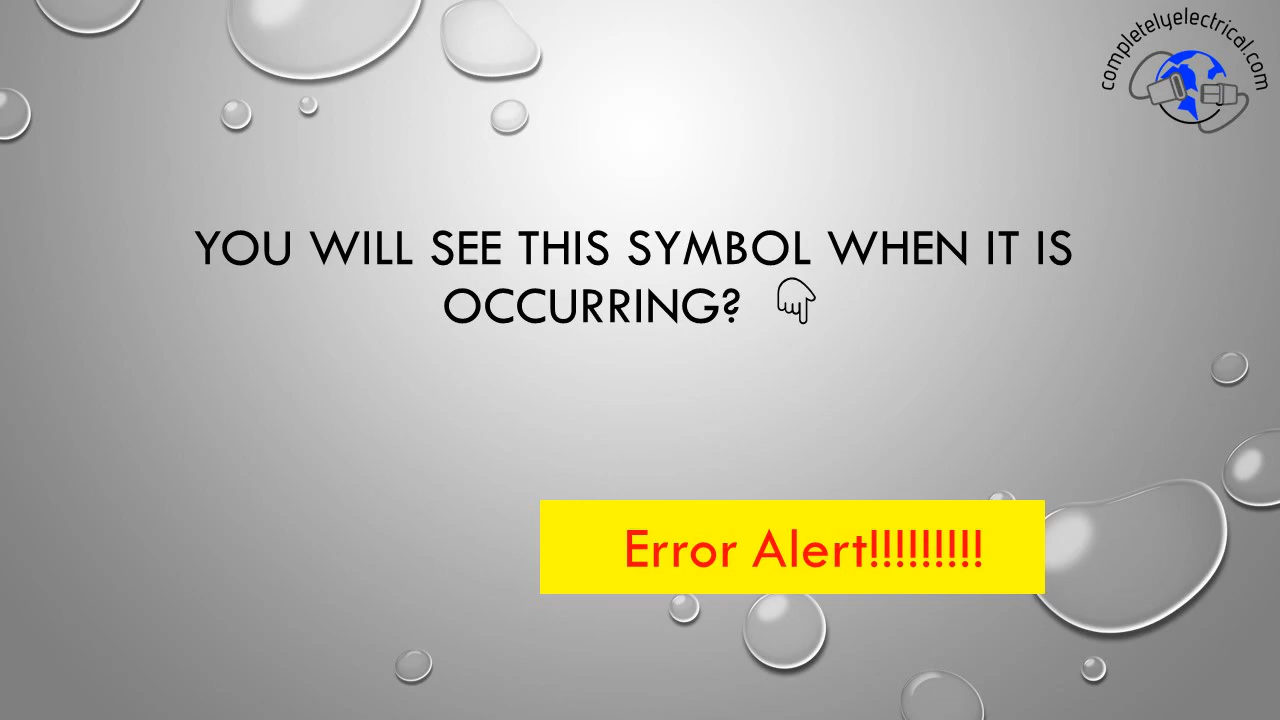 completelyelectrical.com
YOU WILL SEE THIS SYMBOL WHEN IT IS
OCCURRING? 👇
Error Alert!!!!!!!!!